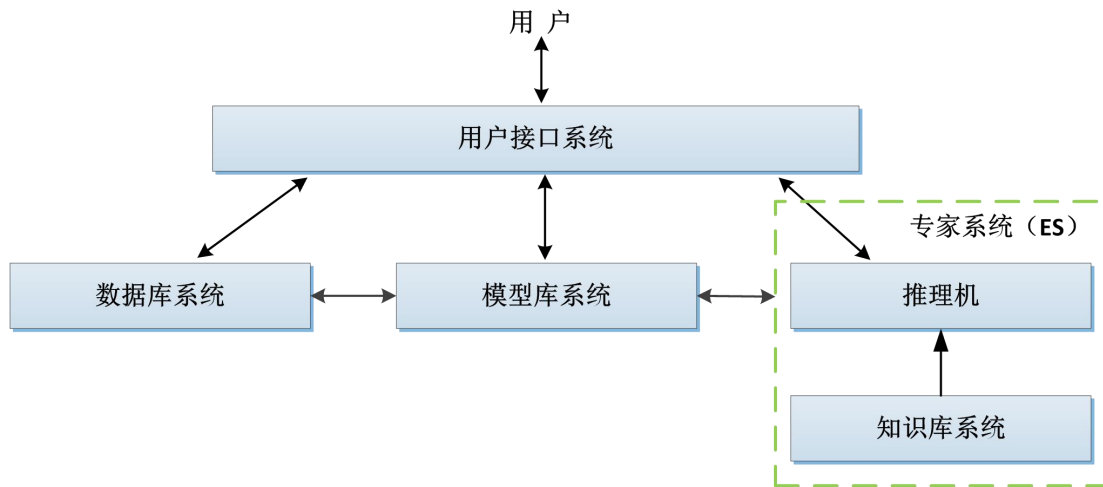 用 户
用户接口系统
专家系统（ES）
数据库系统
模型库系统
推理机
知识库系统